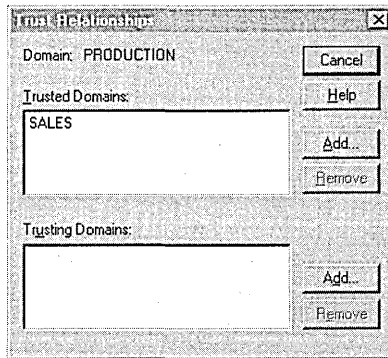 Trust Relationships
Domain: PRODUCTION
Cancel
Trusted Domains:
Help
SALES
Add...
Remove
Trusting Domains:
Add...
Remove